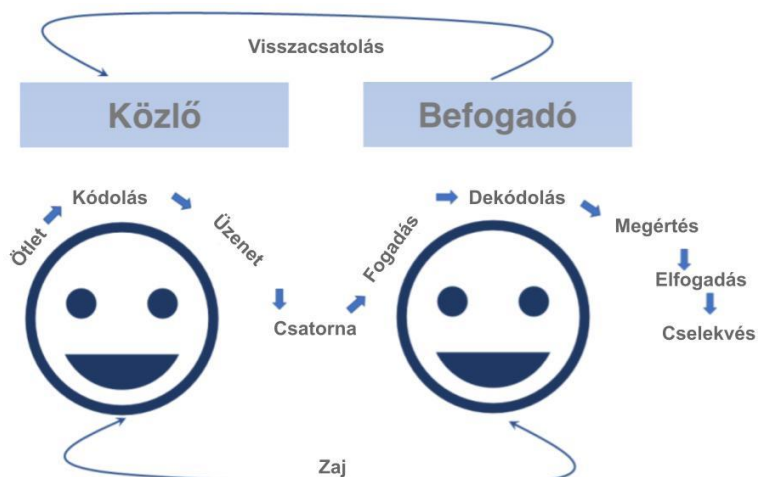 Visszacsatolás
Közlő
Befogadó
Ötlet
Kódolás
Üzenet
Csatorna
Fogadás
Dekódolás
Megértés
Elfogadás
Cselekvés
Zaj